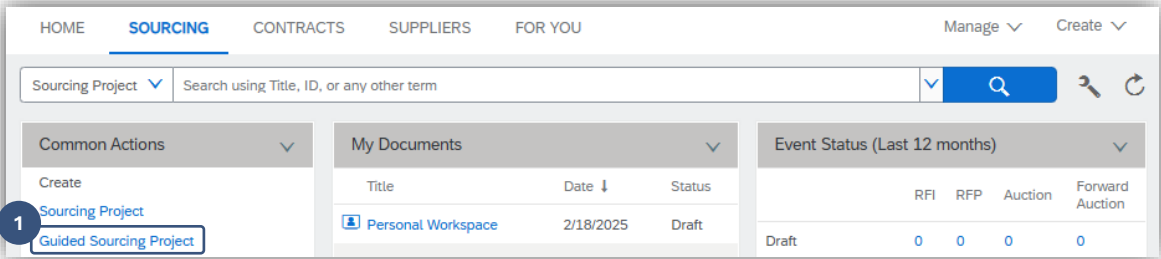 HOME SOURCING CONTRACTS SUPPLIERS FOR YOU Manage Create
Sourcing Project Search using Title, ID, or any other term
Common Actions
Create
Sourcing Project
1
Guided Sourcing Project
My Documents
Title Date ↓ Status
Personal Workspace 2/18/2025 Draft
Event Status (Last 12 months)
RFI RFP Auction Forward
Auction
Draft 0 0 0 0